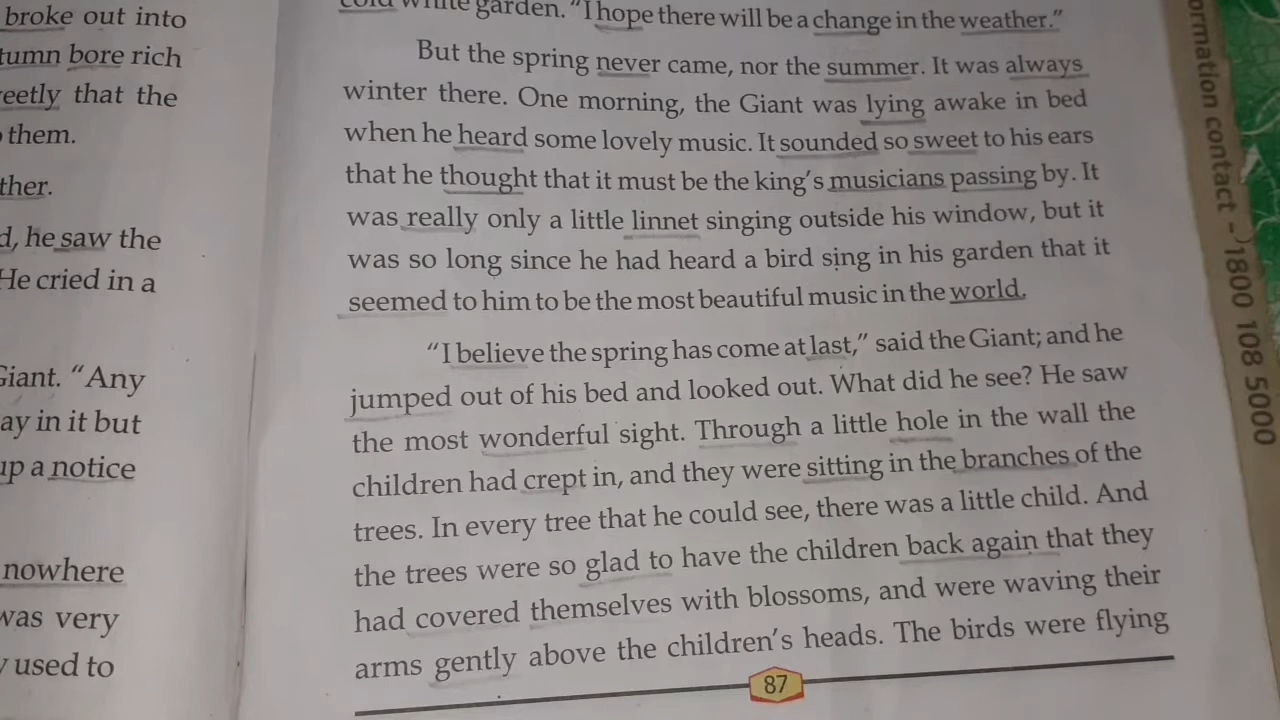 broke out into
bore rich
that the
them.
he saw the
He cried in a
"Any
in it but
a notice
nowhere
very
used to
white garden. "I hope there will be a change in the weather."
But the spring never came, nor the summer. It was always
winter there. One morning, the Giant was lying awake in bed
when he heard some lovely music. It sounded so sweet to his ears
that he thought that it must be the king's musicians passing by. It
was really only a little linnet singing outside his window, but it
was so long since he had heard a bird sing in his garden that it
seemed to him to be the most beautiful music in the world.
"I believe the spring has come at last," said the Giant; and he
jumped out of his bed and looked out. What did he see? He saw
the most wonderful sight. Through a little hole in the wall the
children had crept in, and they were sitting in the branches of the
trees. In every tree that he could see, there was a little child. And
the trees were so glad to have the children back again that they
had covered themselves with blossoms, and were waving their
arms gently above the children's heads. The birds were flying
87
contact - 1800 108 5000